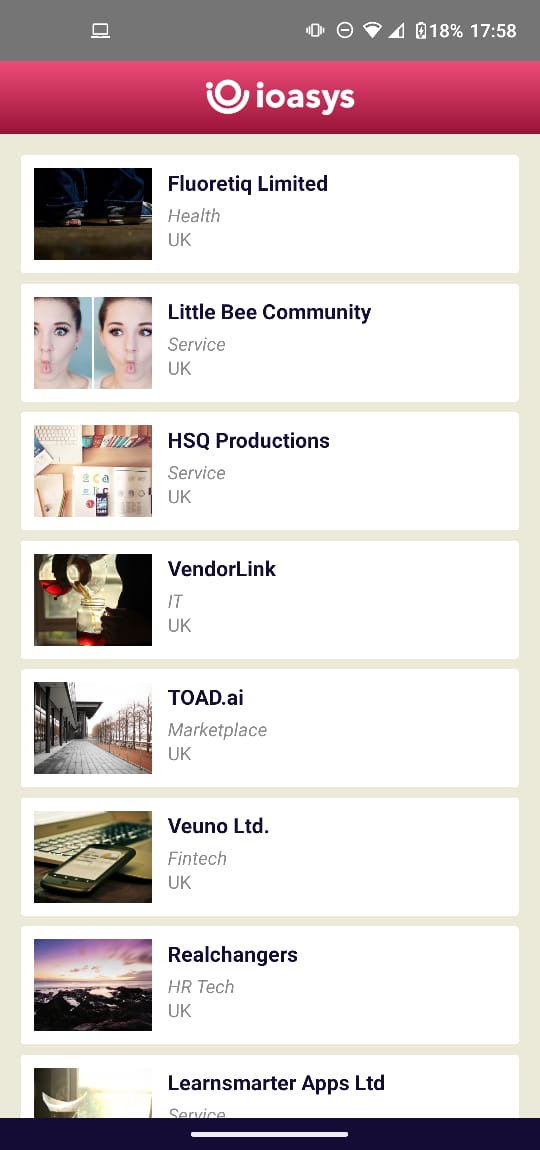 18% 17:58
ioasys
Fluoretiq Limited
Health
UK
Little Bee Community
Service
UK
HSQ Productions
Service
UK
VendorLink
IT
UK
TOAD.ai
Marketplace
UK
Veuno Ltd.
Fintech
UK
Realchangers
HR Tech
UK
Learnsmarter Apps Ltd
Service